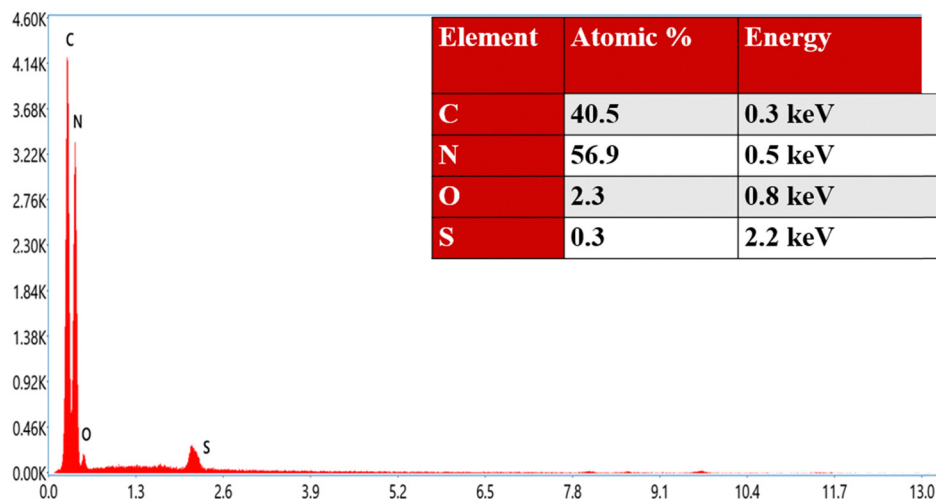 4.60K
4.14K
3.68K
3.22K
2.76K
2.30K
1.84K
1.38K
0.92K
0.46K
0.00K
C
N
O
S
0.0 1.3 2.6 3.9 5.2 6.5 7.8 9.1 10.4 11.7 13.0
Element Atomic % Energy
C 40.5 0.3 keV
N 56.9 0.5 keV
O 2.3 0.8 keV
S 0.3 2.2 keV